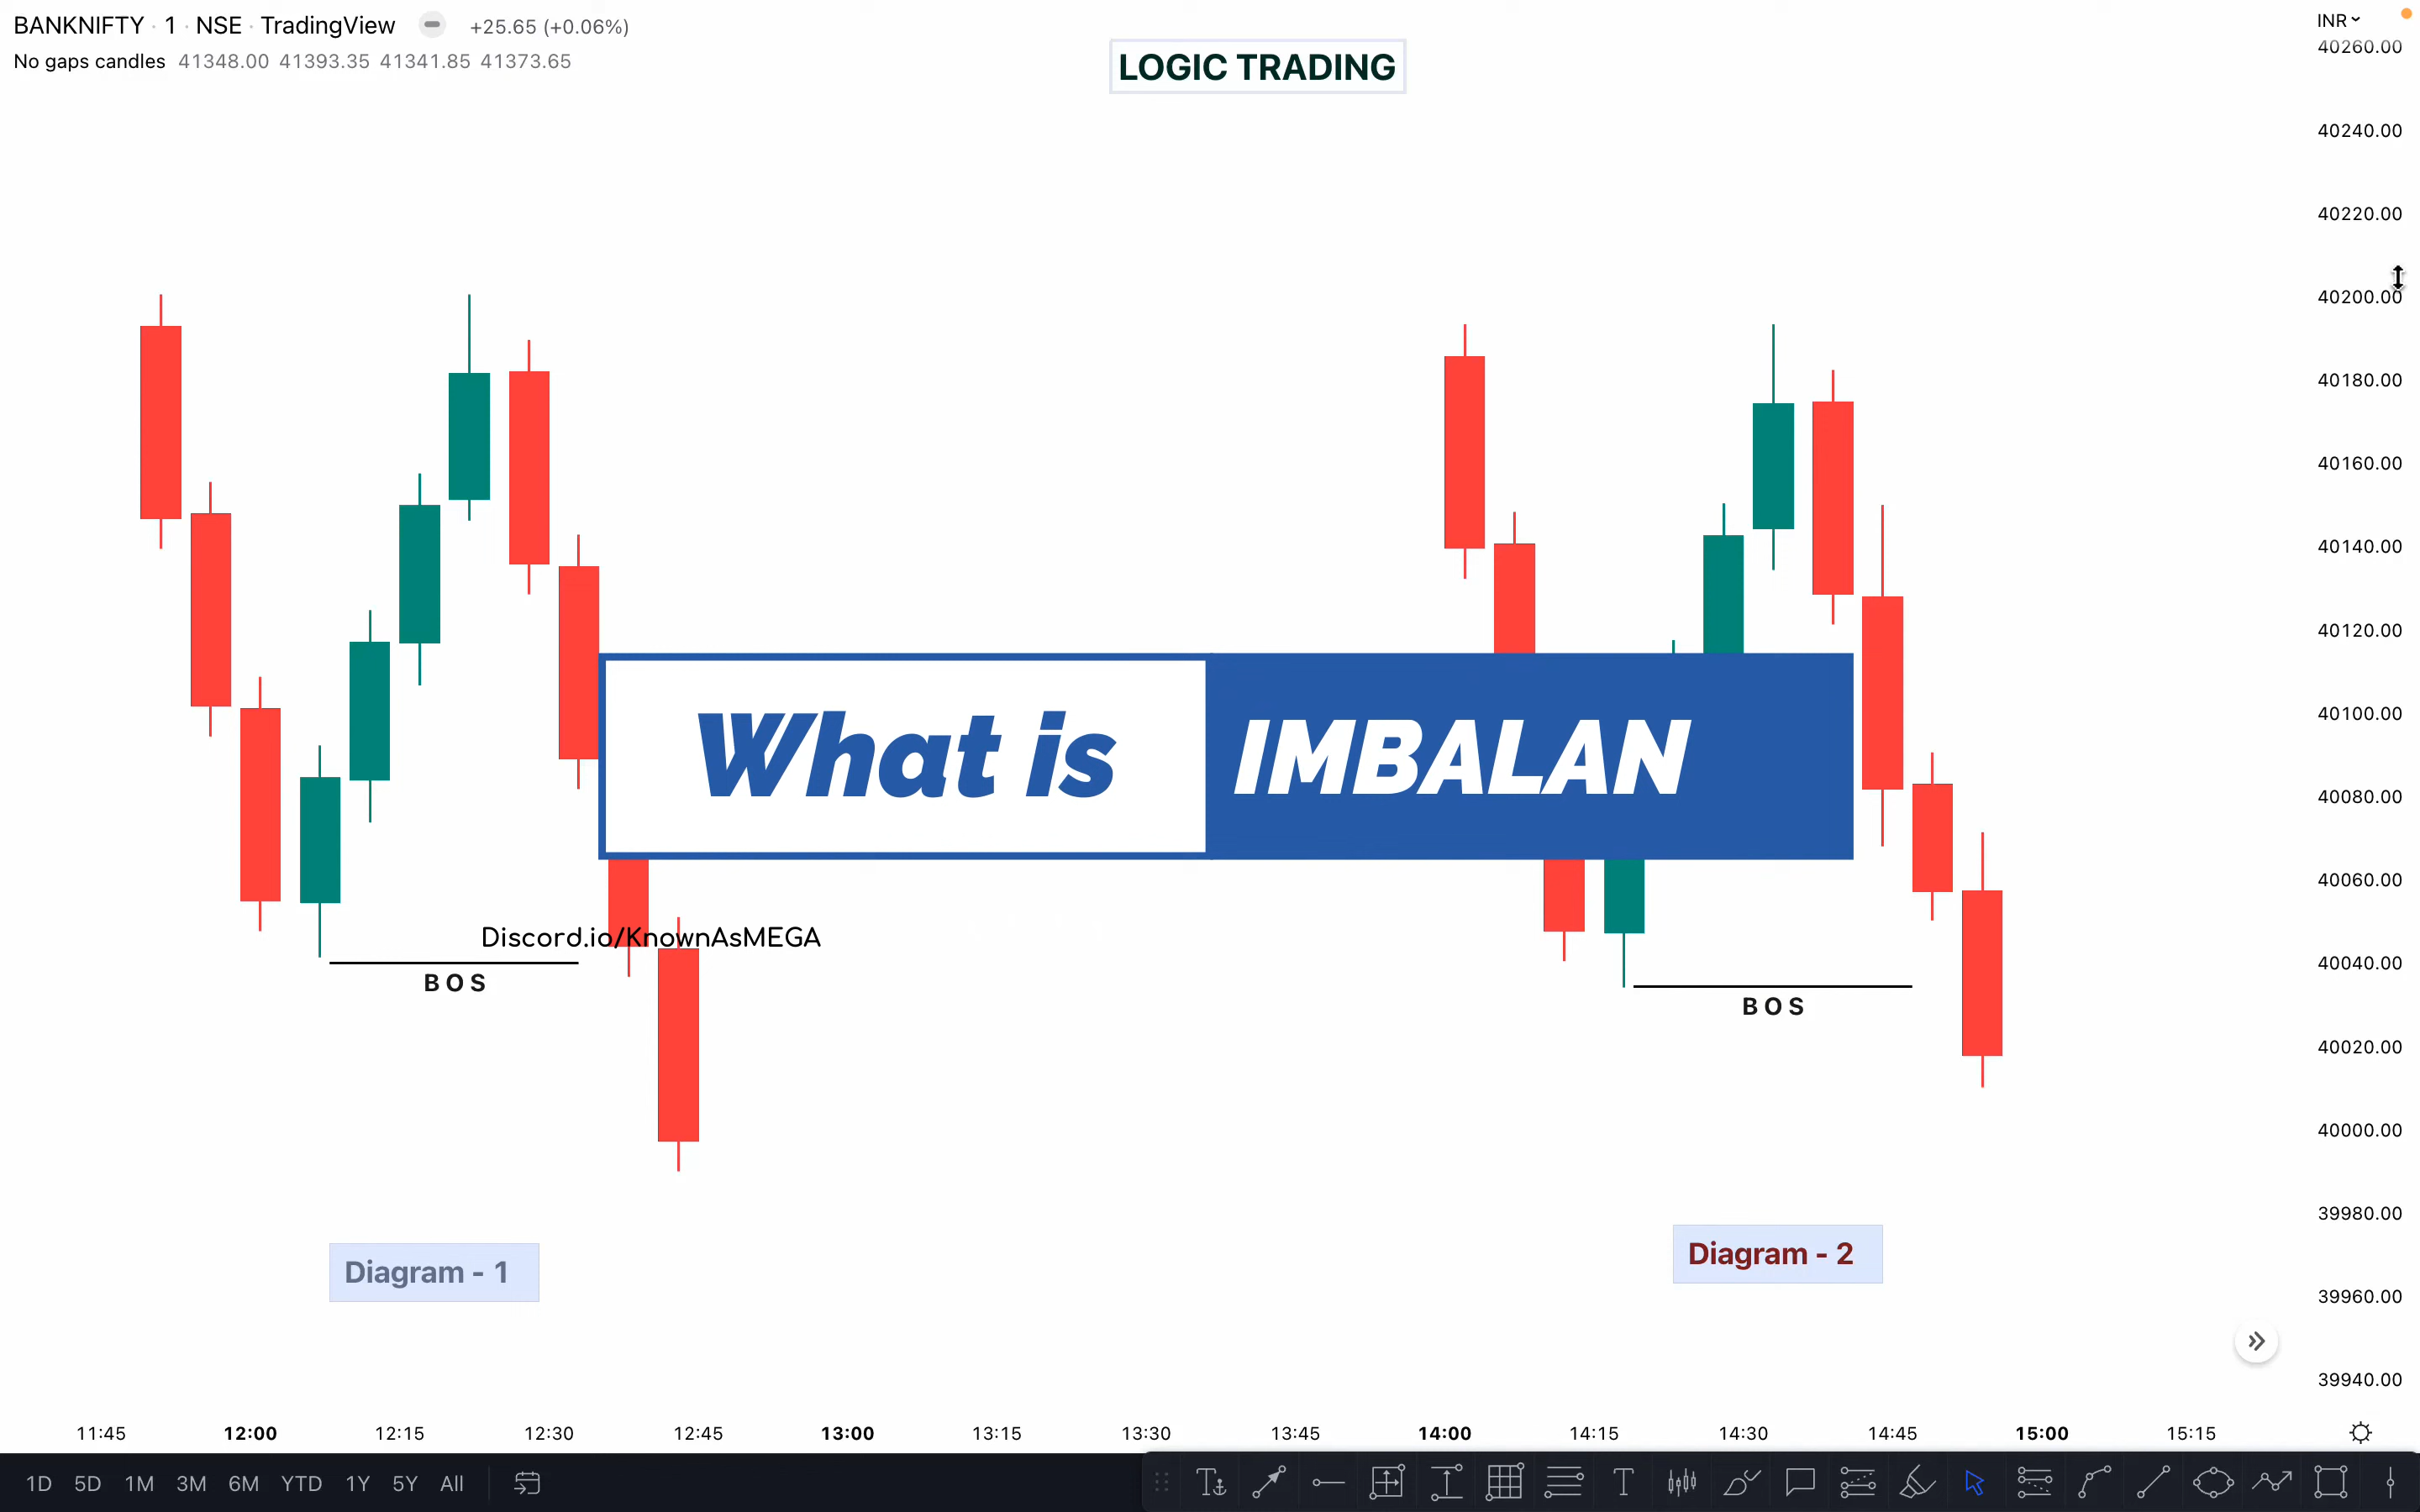 BANKNIFTY · 1 · NSE · TradingView +25.65 (+0.06%)
No gaps candles 41348.00 41393.35 41341.85 41373.65
LOGIC TRADING
INR
40260.00
40240.00
40220.00
40200.00
40180.00
40160.00
40140.00
40120.00
40100.00
40080.00
40060.00
40040.00
40020.00
40000.00
39980.00
39960.00
39940.00
What is IMBALAN
Discord.io/KnownAsMEGA
BOS
BOS
Diagram - 1
Diagram - 2
11:45 12:00 12:15 12:30 12:45 13:00 13:15 13:30 13:45 14:00 14:15 14:30 14:45 15:00 15:15
1D 5D 1M 3M 6M YTD 1Y 5Y All